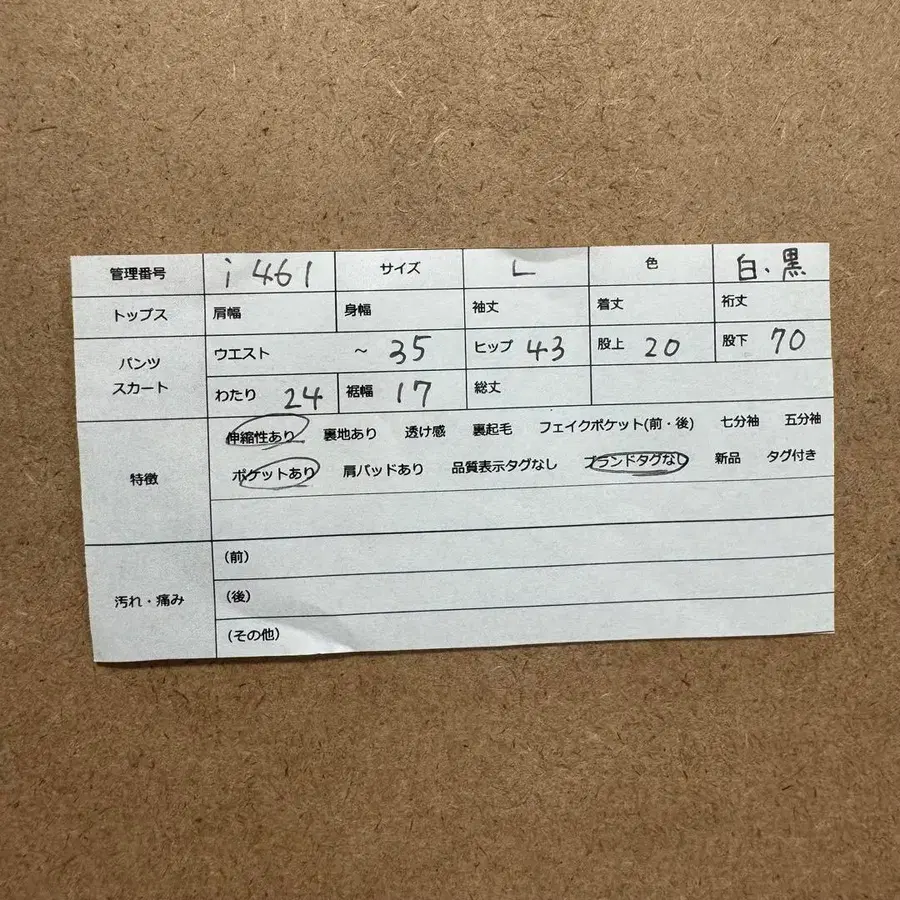 管理番号 i 461 サイズ L 色 白、黒
トップス 肩幅 身幅 袖丈 着丈 裄丈
パンツ スカート
ウエスト ~ 35 ヒップ 43 股上 20 股下 70
わたり 24 裾幅 17 総丈
特徴
伸縮性あり 裏地あり 透け感 裏起毛 フェイクポケット(前・後) 七分袖 五分袖
ポケットあり 肩パッドあり 品質表示タグなし ブランドタグなし 新品 タグ付き
汚れ・痛み
(前)
(後)
(その他)